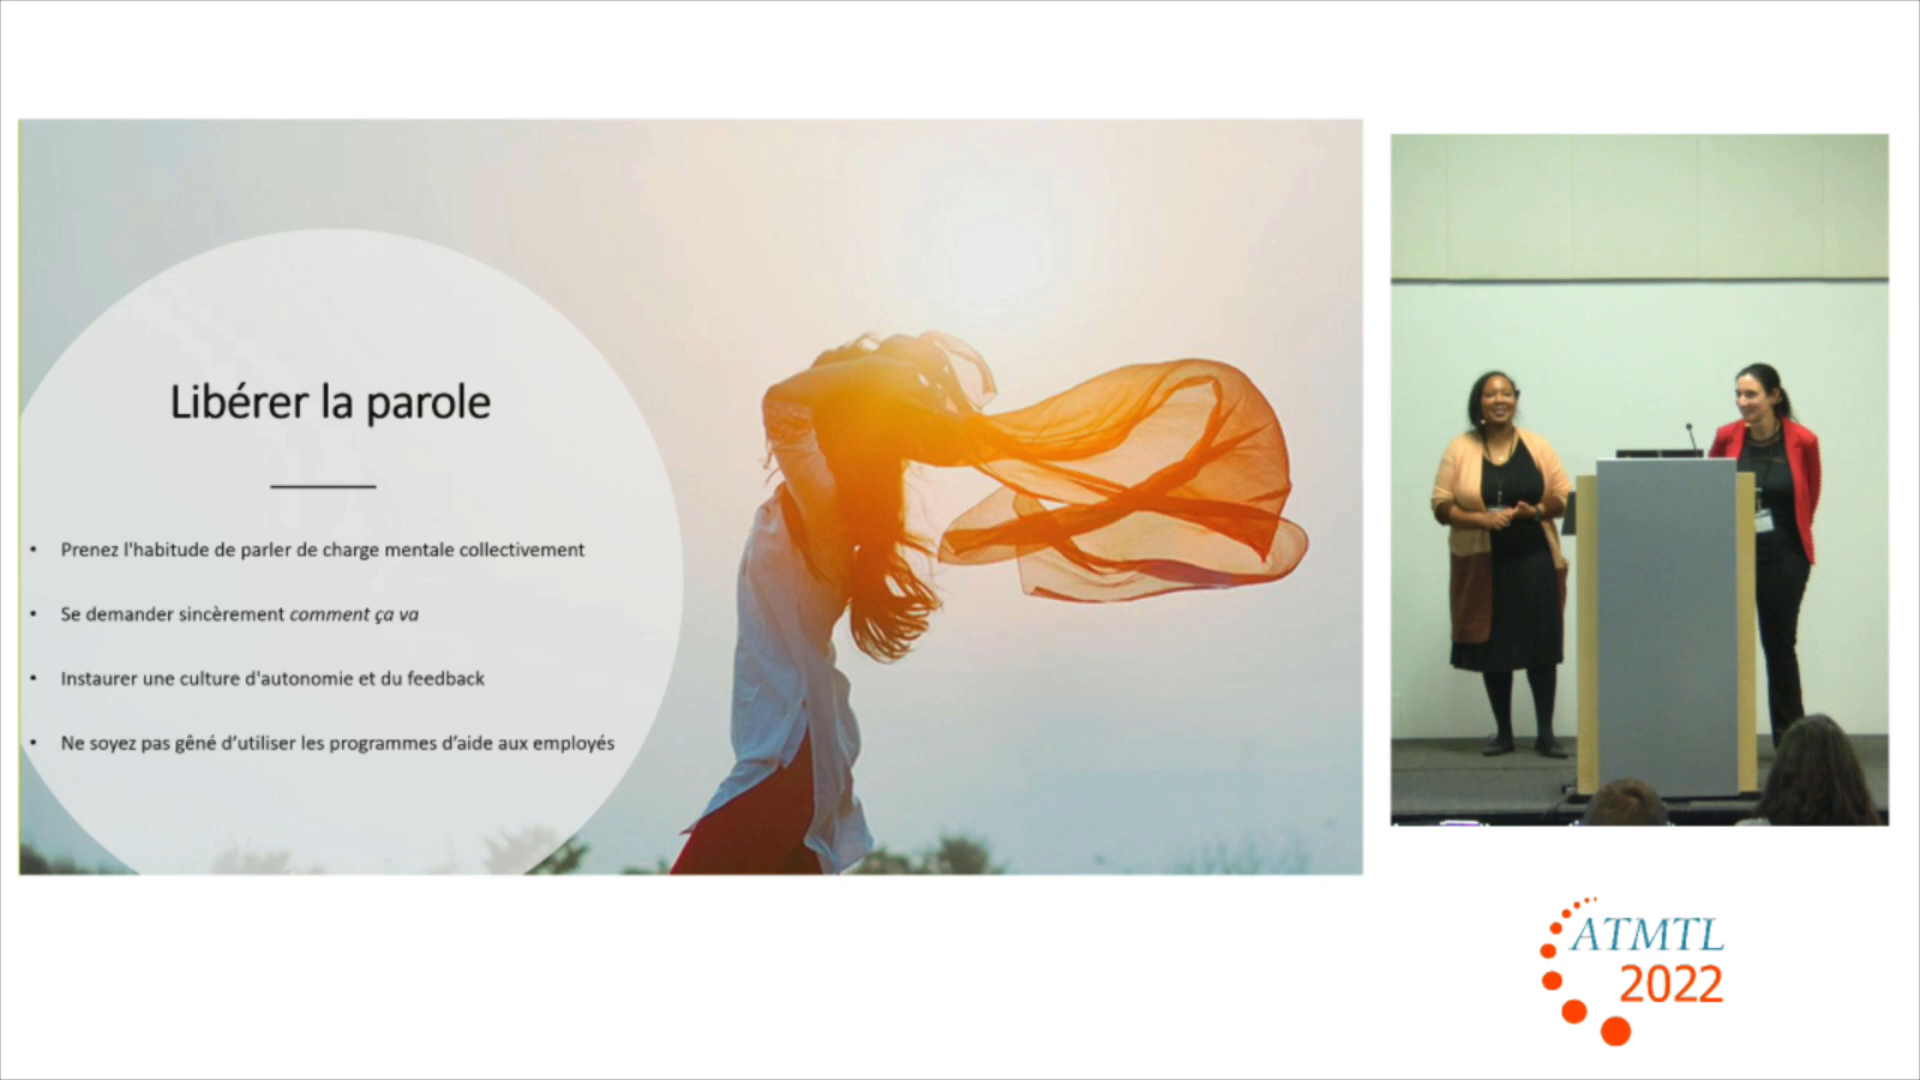 Libérer la parole
• Prenez l'habitude de parler de charge mentale collectivement
• Se demander sincèrement comment ça va
• Instaurer une culture d'autonomie et du feedback
• Ne soyez pas gêné d’utiliser les programmes d’aide aux employés
ATMTL
2022